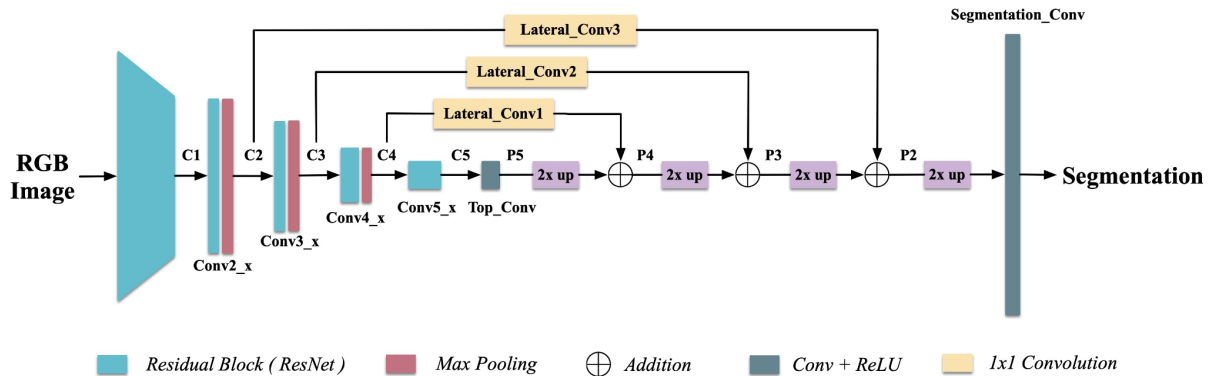 Segmentation_Conv
Lateral_Conv3
Lateral_Conv2
Lateral_Conv1
RGB
Image
C1
C2
C3
C4
C5
P5
P4
P3
P2
2x up
2x up
2x up
2x up
Segmentation
Conv2_x
Conv3_x
Conv4_x
Conv5_x
Top_Conv
Residual Block ( ResNet )
Max Pooling
Addition
Conv + ReLU
1x1 Convolution